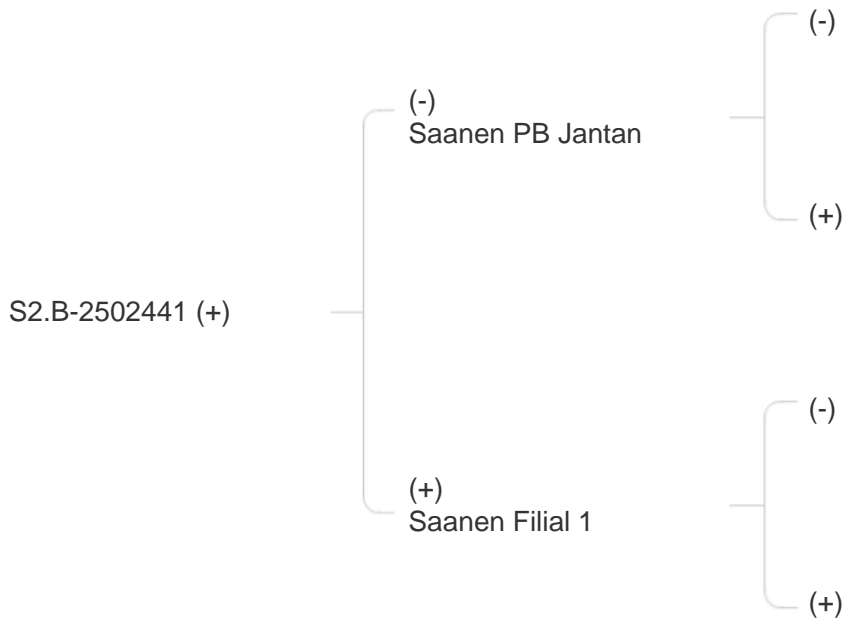 (-)
(-)
Saanen PB Jantan
(+)
S2.B-2502441 (+)
(-)
(+)
Saanen Filial 1
(+)